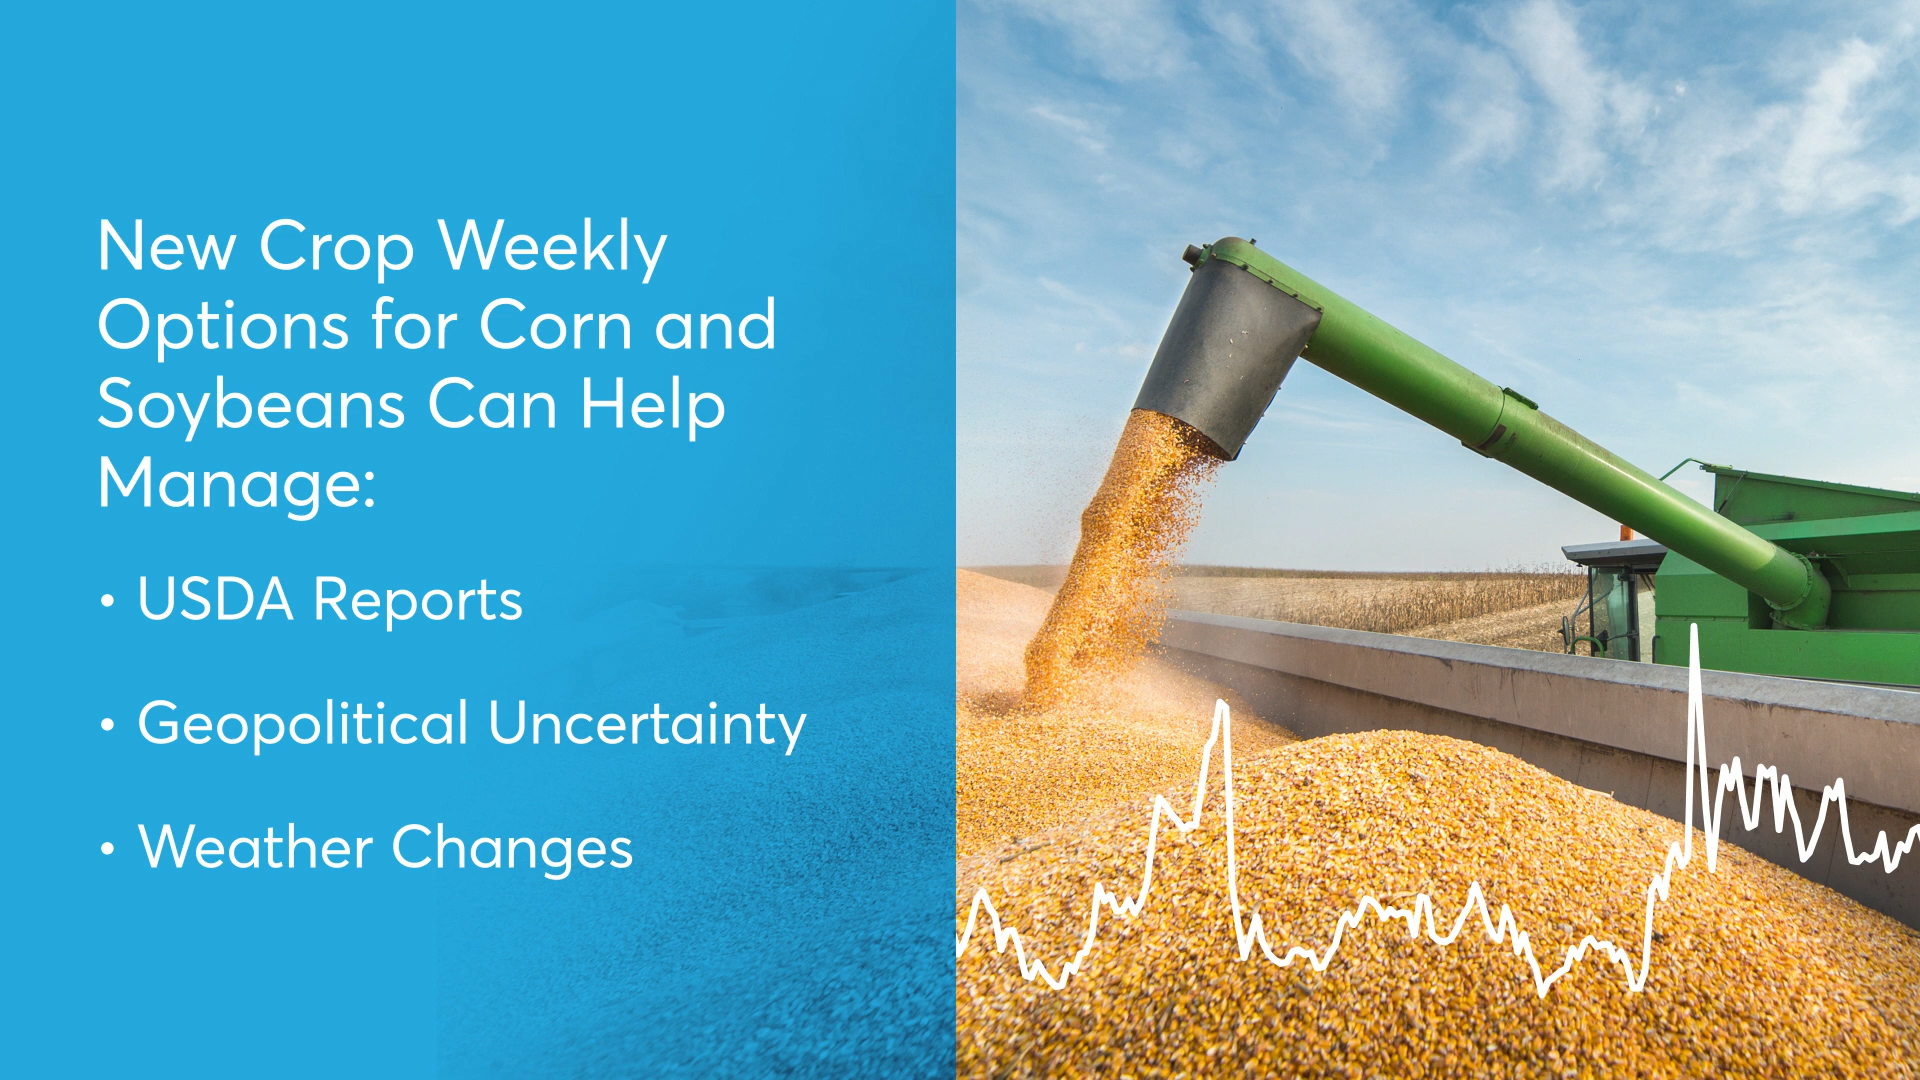 New Crop Weekly
Options for Corn and
Soybeans Can Help
Manage:
• USDA Reports
• Geopolitical Uncertainty
• Weather Changes